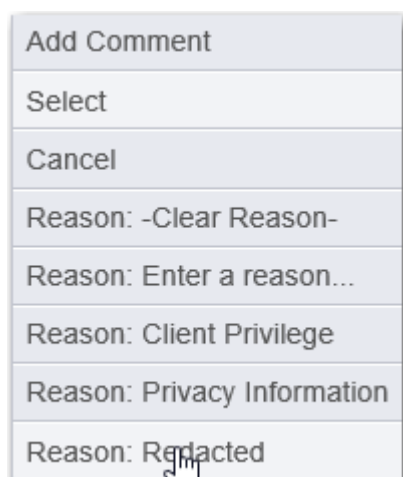 Add Comment
Select
Cancel
Reason: -Clear Reason-
Reason: Enter a reason...
Reason: Client Privilege
Reason: Privacy Information
Reason: Redacted